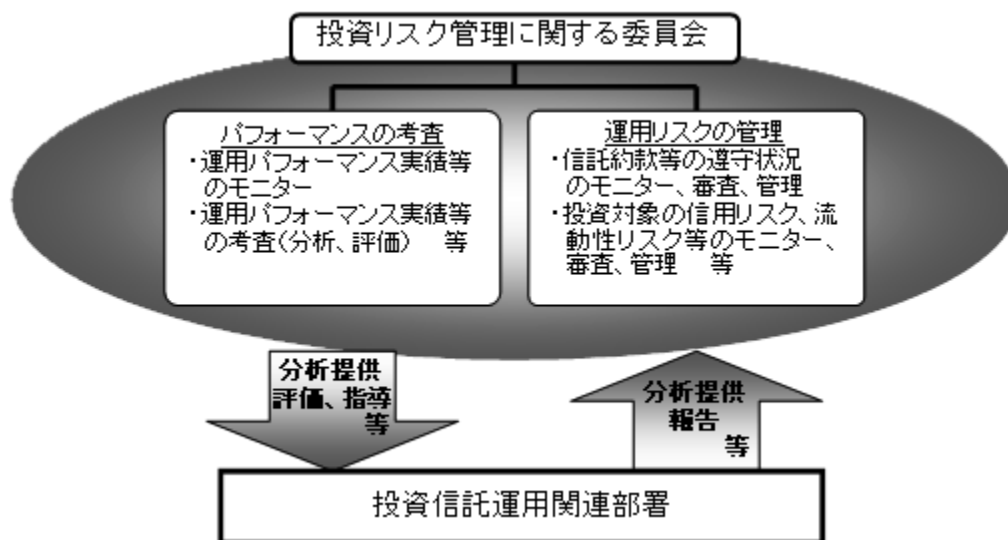 投資リスク管理に関する委員会
パフォーマンスの考査
・運用パフォーマンス実績等
のモニター
・運用パフォーマンス実績等
の考査(分析、評価) 等
運用リスクの管理
・信託約款等の遵守状況
のモニター、審査、管理
・投資対象の信用リスク、流
動性リスク等のモニター、
審査、管理 等
分析提供
評価、指導
等
分析提供
報告
等
投資信託運用関連部署